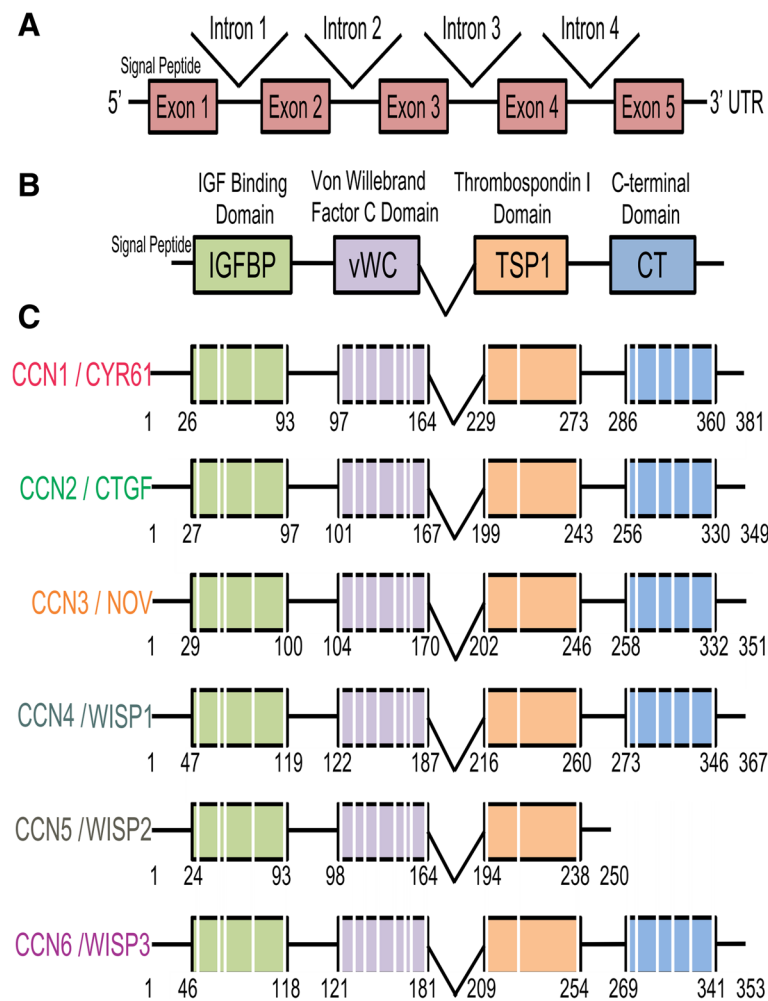 A
Intron 1 Intron 2 Intron 3 Intron 4
Signal Peptide
5’ Exon 1 Exon 2 Exon 3 Exon 4 Exon 5 3’ UTR
B
IGF Binding Domain
Von Willebrand Factor C Domain
Thrombospondin I Domain
C-terminal Domain
Signal Peptide IGFBP vWC TSP1 CT
C
CCN1 / CYR61
1 26 93 97 164 229 273 286 360 381
CCN2 / CTGF
1 27 97 101 167 199 243 256 330 349
CCN3 / NOV
1 29 100 104 170 202 246 258 332 351
CCN4 /WISP1
1 47 119 122 187 216 260 273 346 367
CCN5 /WISP2
1 24 93 98 164 194 238 250
CCN6 /WISP3
1 46 118 121 181 209 254 269 341 353